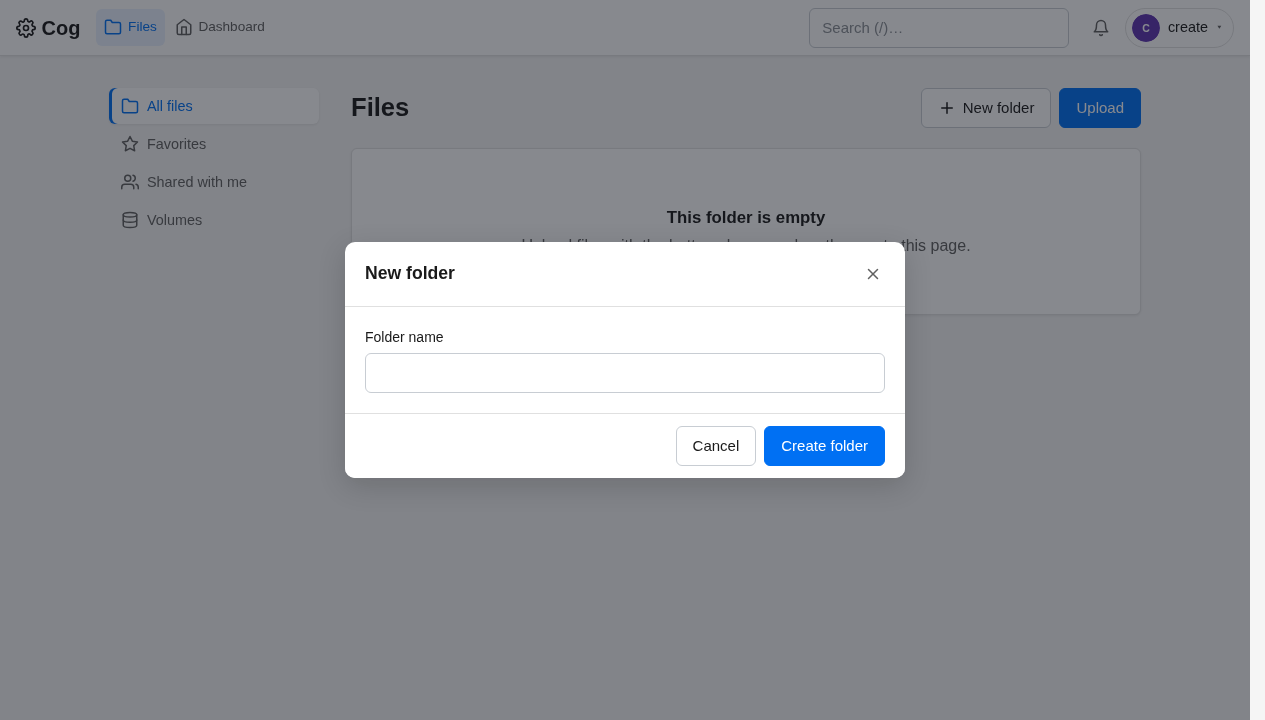 Cog
Files
Dashboard
Search (/)…
C
create
All files
Favorites
Shared with me
Volumes
Files
New folder
Upload
This folder is empty
this page.
New folder
Folder name
Cancel
Create folder